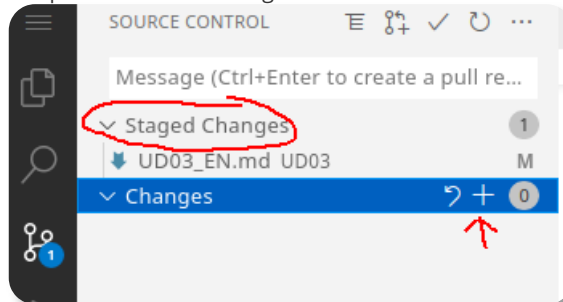 SOURCE CONTROL
Message (Ctrl+Enter to create a pull re...
Staged Changes 1
UD03_EN.md UD03 M
Changes 0
1